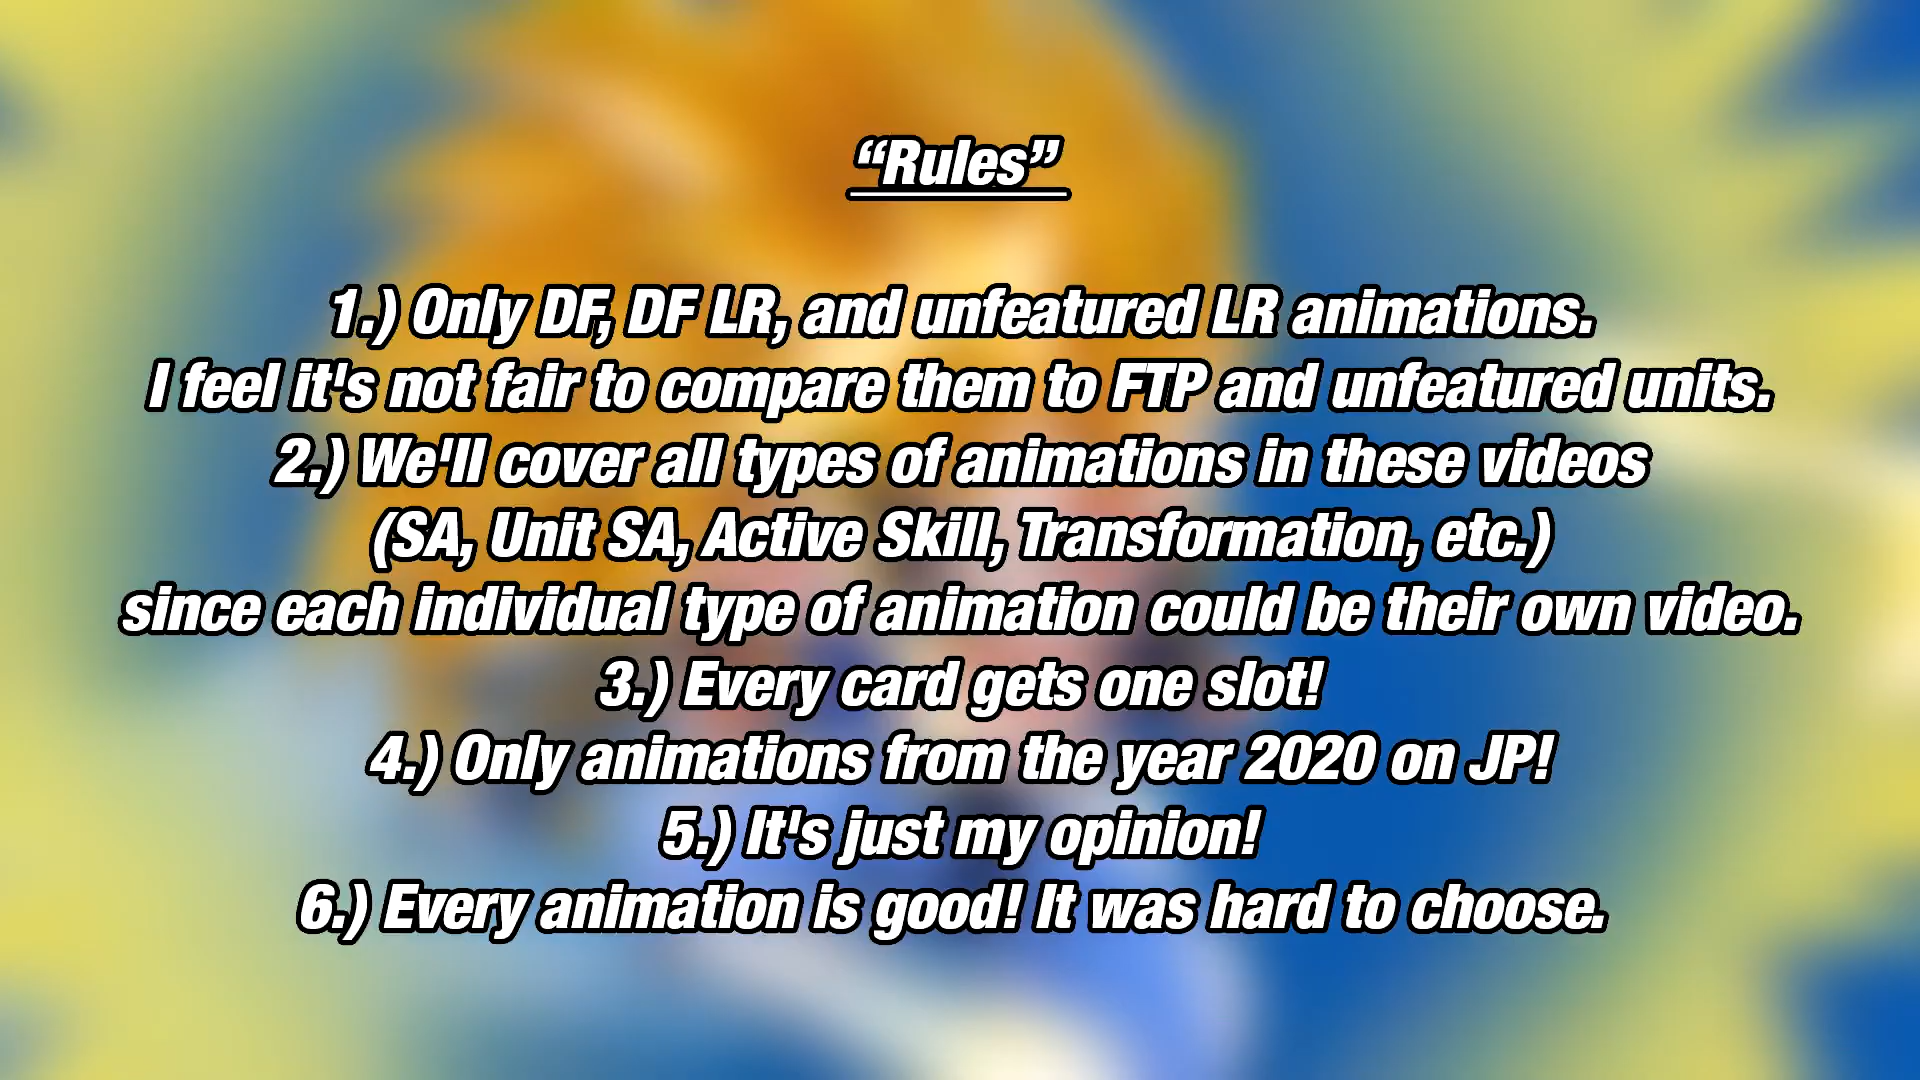 “Rules”
1.) Only DF, DF LR, and unfeatured LR animations.
I feel it's not fair to compare them to FTP and unfeatured units.
2.) We'll cover all types of animations in these videos
(SA, Unit SA, Active Skill, Transformation, etc.)
since each individual type of animation could be their own video.
3.) Every card gets one slot!
4.) Only animations from the year 2020 on JP!
5.) It's just my opinion!
6.) Every animation is good! It was hard to choose.